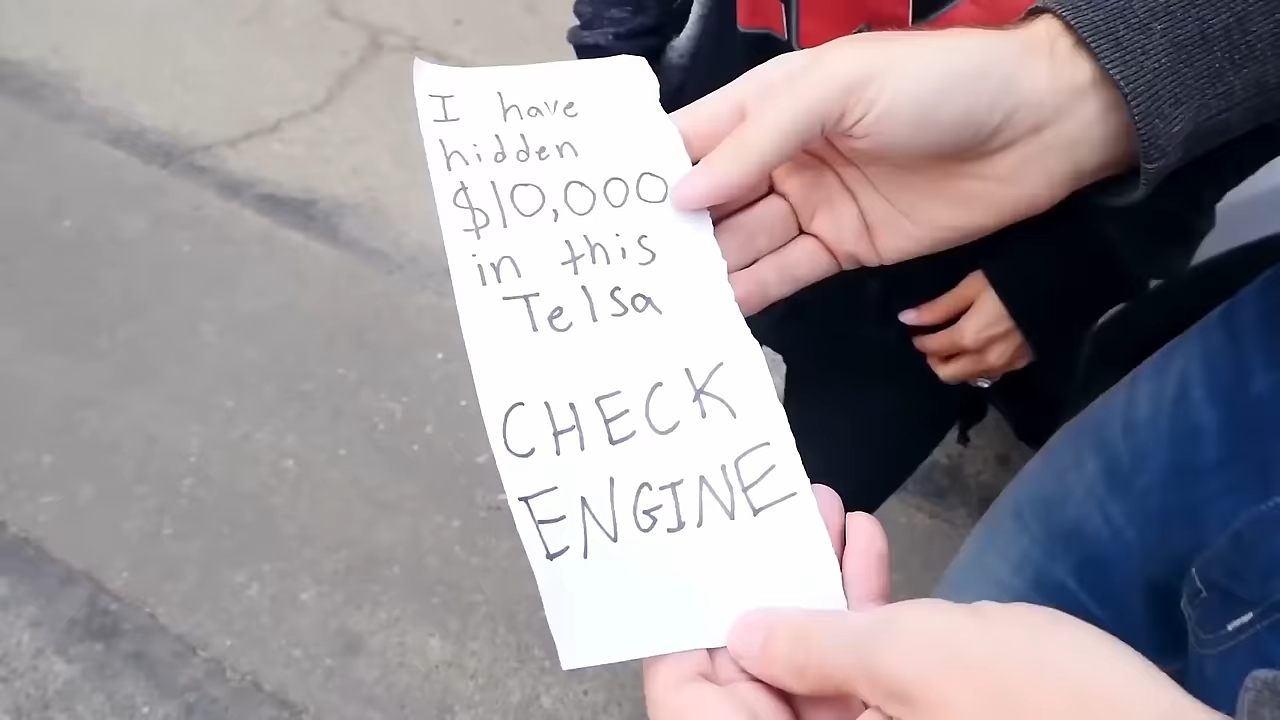 I have
hidden
$10,000
in this
Telsa
CHECK
ENGINE